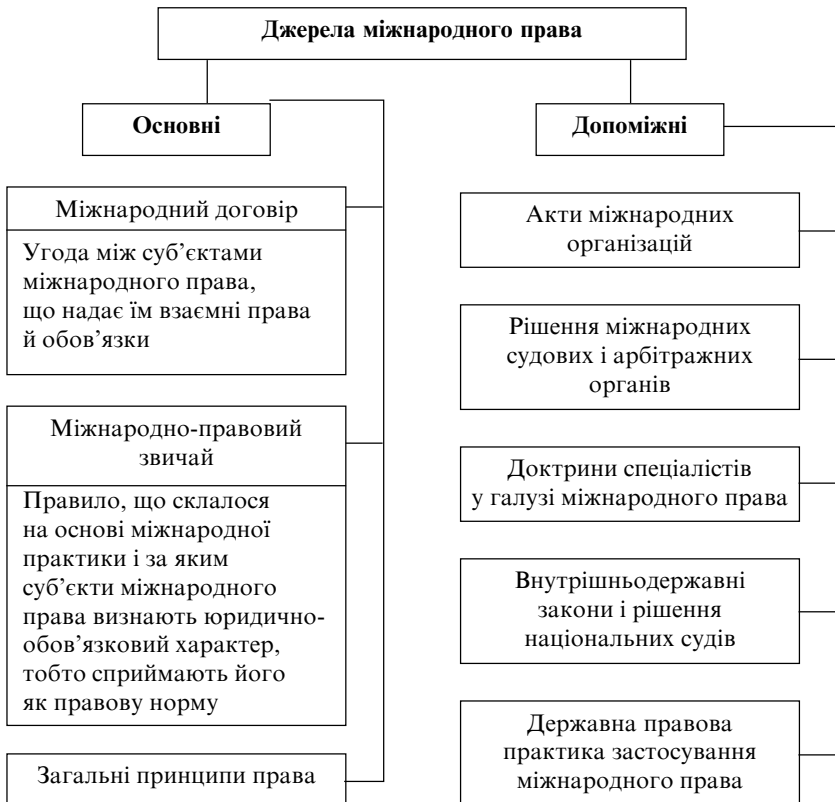 Джерела міжнародного права
Основні
Допоміжні
Міжнародний договір
Угода між суб’єктами
міжнародного права,
що надає їм взаємні права
й обов’язки
Міжнародно-правовий
звичай
Правило, що склалося
на основі міжнародної
практики і за яким
суб’єкти міжнародного
права визнають юридично-
обов’язковий характер,
тобто сприймають його
як правову норму
Загальні принципи права
Акти міжнародних
організацій
Рішення міжнародних
судових і арбітражних
органів
Доктрини спеціалістів
у галузі міжнародного права
Внутрішньодержавні
закони і рішення
національних судів
Державна правова
практика застосування
міжнародного права